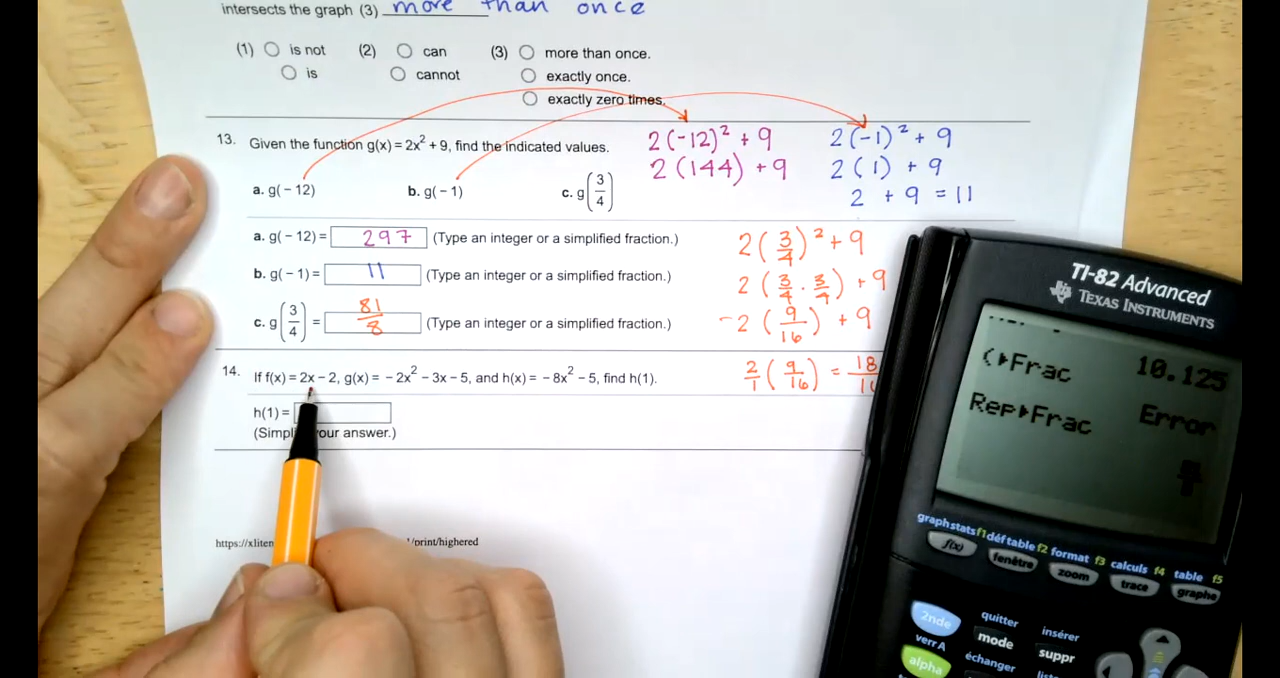 intersects the graph (3) more than once
(1) is not (2) can (3) more than once.
is cannot exactly once.
exactly zero times.
13. Given the function g(x) = 2x² + 9, find the indicated values.
a. g(−12) b. g(−1) c. g(3/4)
2(-12)² + 9
2(144) + 9
2(-1)² + 9
2(1) + 9
2 + 9 = 11
a. g(−12) = 297 (Type an integer or a simplified fraction.)
b. g(−1) = 11 (Type an integer or a simplified fraction.)
c. g(3/4) = 81/8 (Type an integer or a simplified fraction.)
2(3/4)² + 9
2(3/4 · 3/4) + 9
-2(9/16) + 9
2/1(9/16) = 18/1
14. If f(x) = 2x − 2, g(x) = −2x² − 3x − 5, and h(x) = −8x² − 5, find h(1).
h(1) =
(Simpli our answer.)
https://xliten /print/highered
TI-82 Advanced
TEXAS INSTRUMENTS
(▸Frac 10.125
Rep▸Frac Error
graph stats f1 déf table f2 format f3 calculs f4 table f5
f(x) fenêtre zoom trace graphe
2nde quitter insérer
mode suppr
verr A échanger
alpha